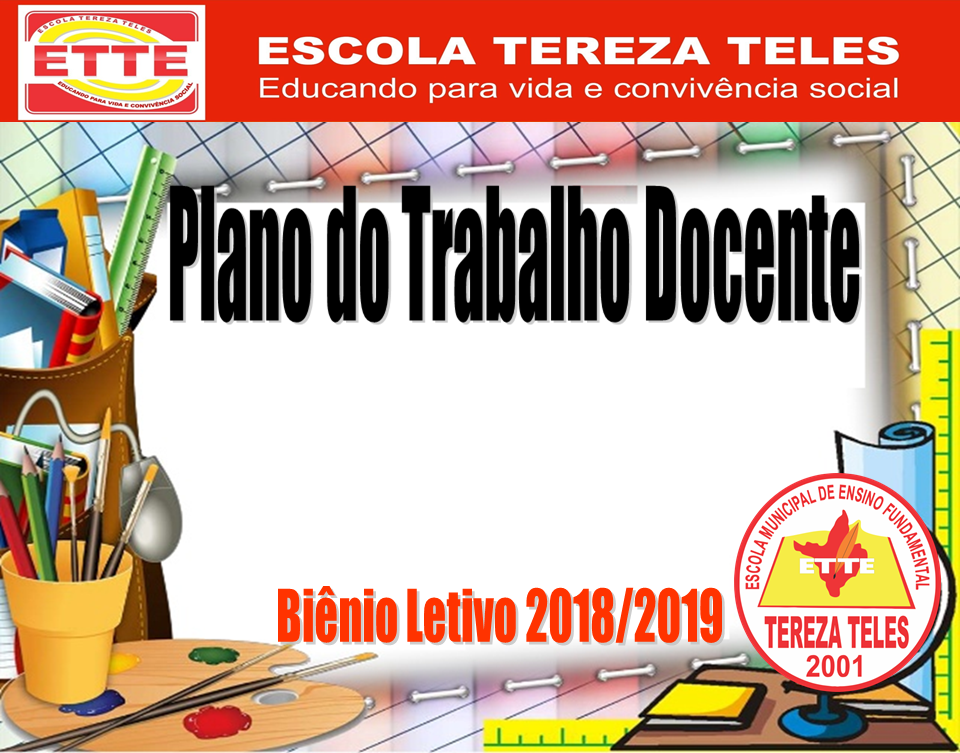 ESCOLA TEREZA TELES
ETTE
EDUCANDO PARA VIDA E CONVIVÊNCIA SOCIAL
ESCOLA TEREZA TELES
Educando para vida e convivência social
Plano do Trabalho Docente
Biênio Letivo 2018/2019
ESCOLA MUNICIPAL DE ENSINO FUNDAMENTAL
ETTE
TEREZA TELES
2001